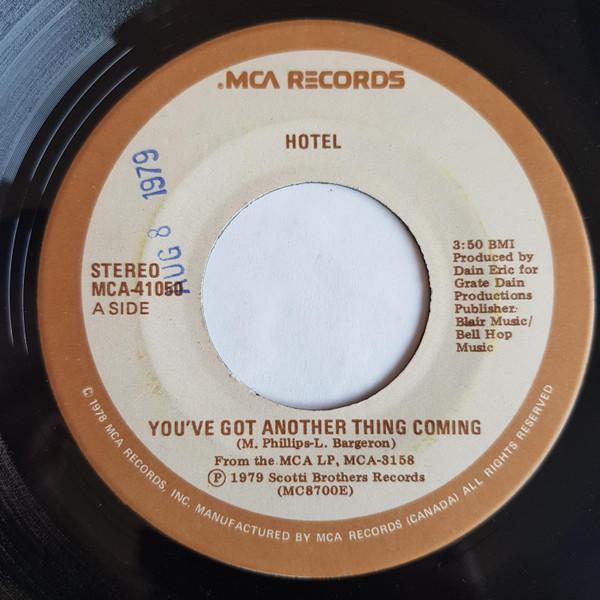 MCA RECORDS
HOTEL
AUG 8 1979
STEREO
MCA-41050
A SIDE
3:50 BMI
Produced by
Dain Eric for
Grate Dain
Productions
Publisher:
Blair Music/
Bell Hop
Music
YOU'VE GOT ANOTHER THING COMING
(M. Phillips-L. Bargeron)
From the MCA LP, MCA-3158
Ⓟ 1979 Scotti Brothers Records
(MC8700E)
© 1978 MCA RECORDS, INC. MANUFACTURED BY MCA RECORDS (CANADA) ALL RIGHTS RESERVED